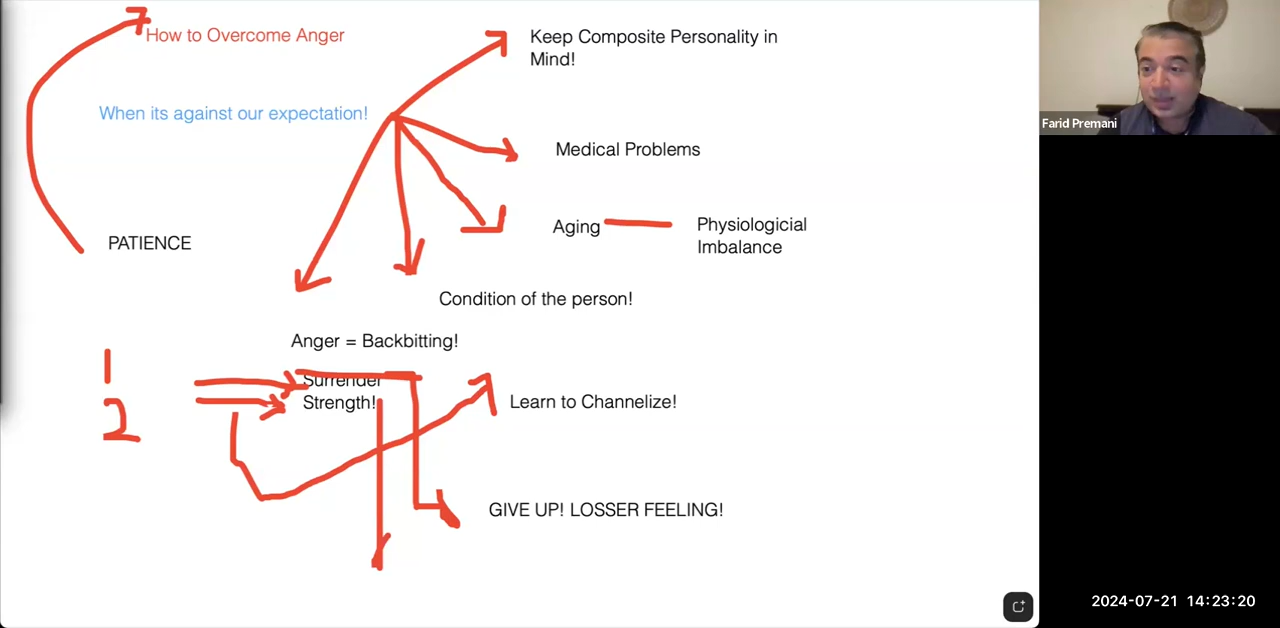 How to Overcome Anger
Keep Composite Personality in
Mind!
When its against our expectation!
Medical Problems
Aging
Physiologicial
Imbalance
PATIENCE
Condition of the person!
Anger = Backbitting!
1
Surrender
2
Strength!
Learn to Channelize!
GIVE UP! LOSSER FEELING!
Farid Premani
2024-07-21 14:23:20